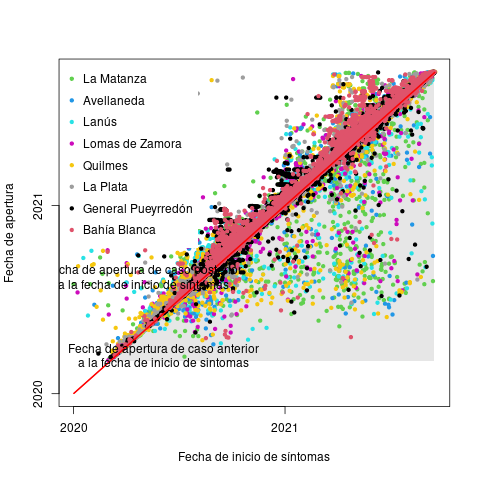 La Matanza
Avellaneda
Lanús
Lomas de Zamora
Quilmes
La Plata
General Pueyrredón
Bahía Blanca
cha de apertura de caso posterior
a la fecha de inicio de síntomas
Fecha de apertura de caso anterior
a la fecha de inicio de sintomas
Fecha de apertura
2021
2020
2020
2021
Fecha de inicio de síntomas